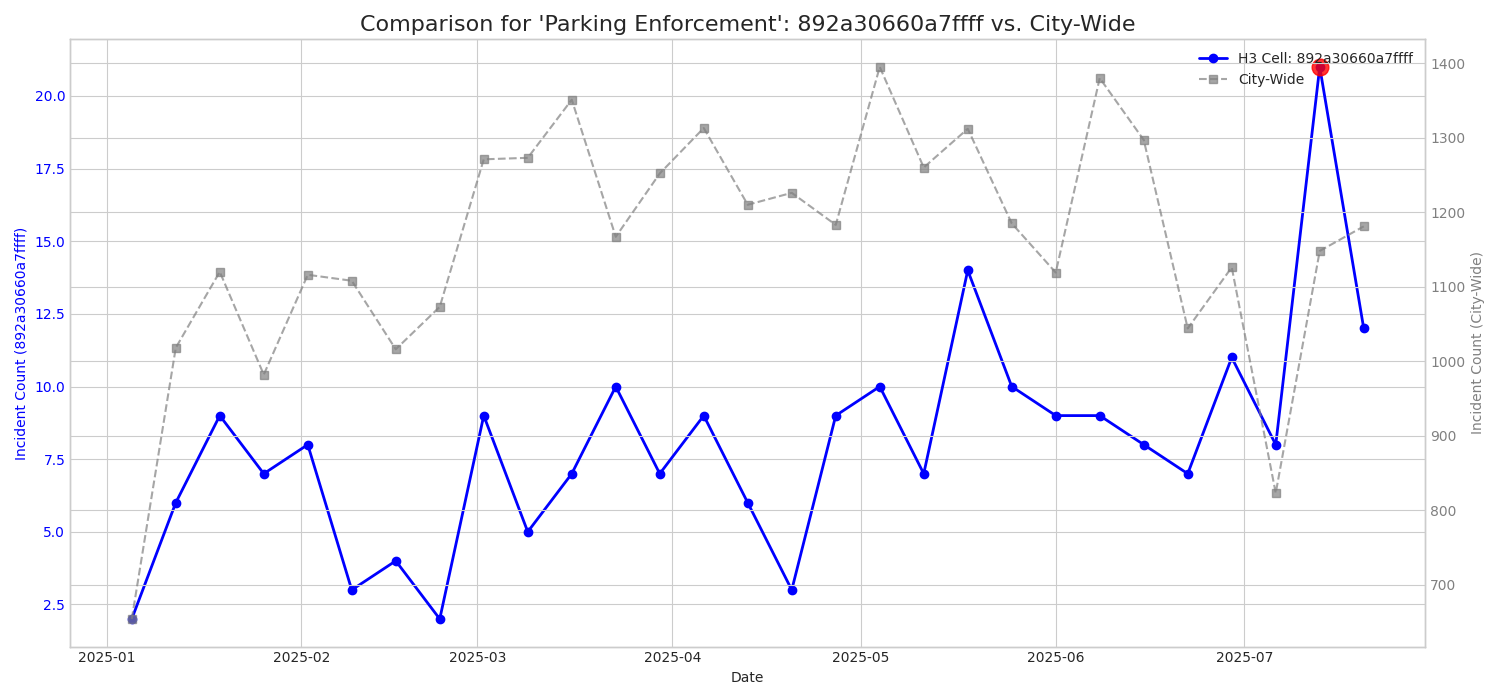 Comparison for 'Parking Enforcement': 892a30660a7ffff vs. City-Wide
H3 Cell: 892a30660a7ffff
City-Wide
Incident Count (892a30660a7ffff)
20.0
17.5
15.0
12.5
10.0
7.5
5.0
2.5
1400
1300
1200
1100
1000
900
800
700
Incident Count (City-Wide)
2025-01 2025-02 2025-03 2025-04 2025-05 2025-06 2025-07
Date